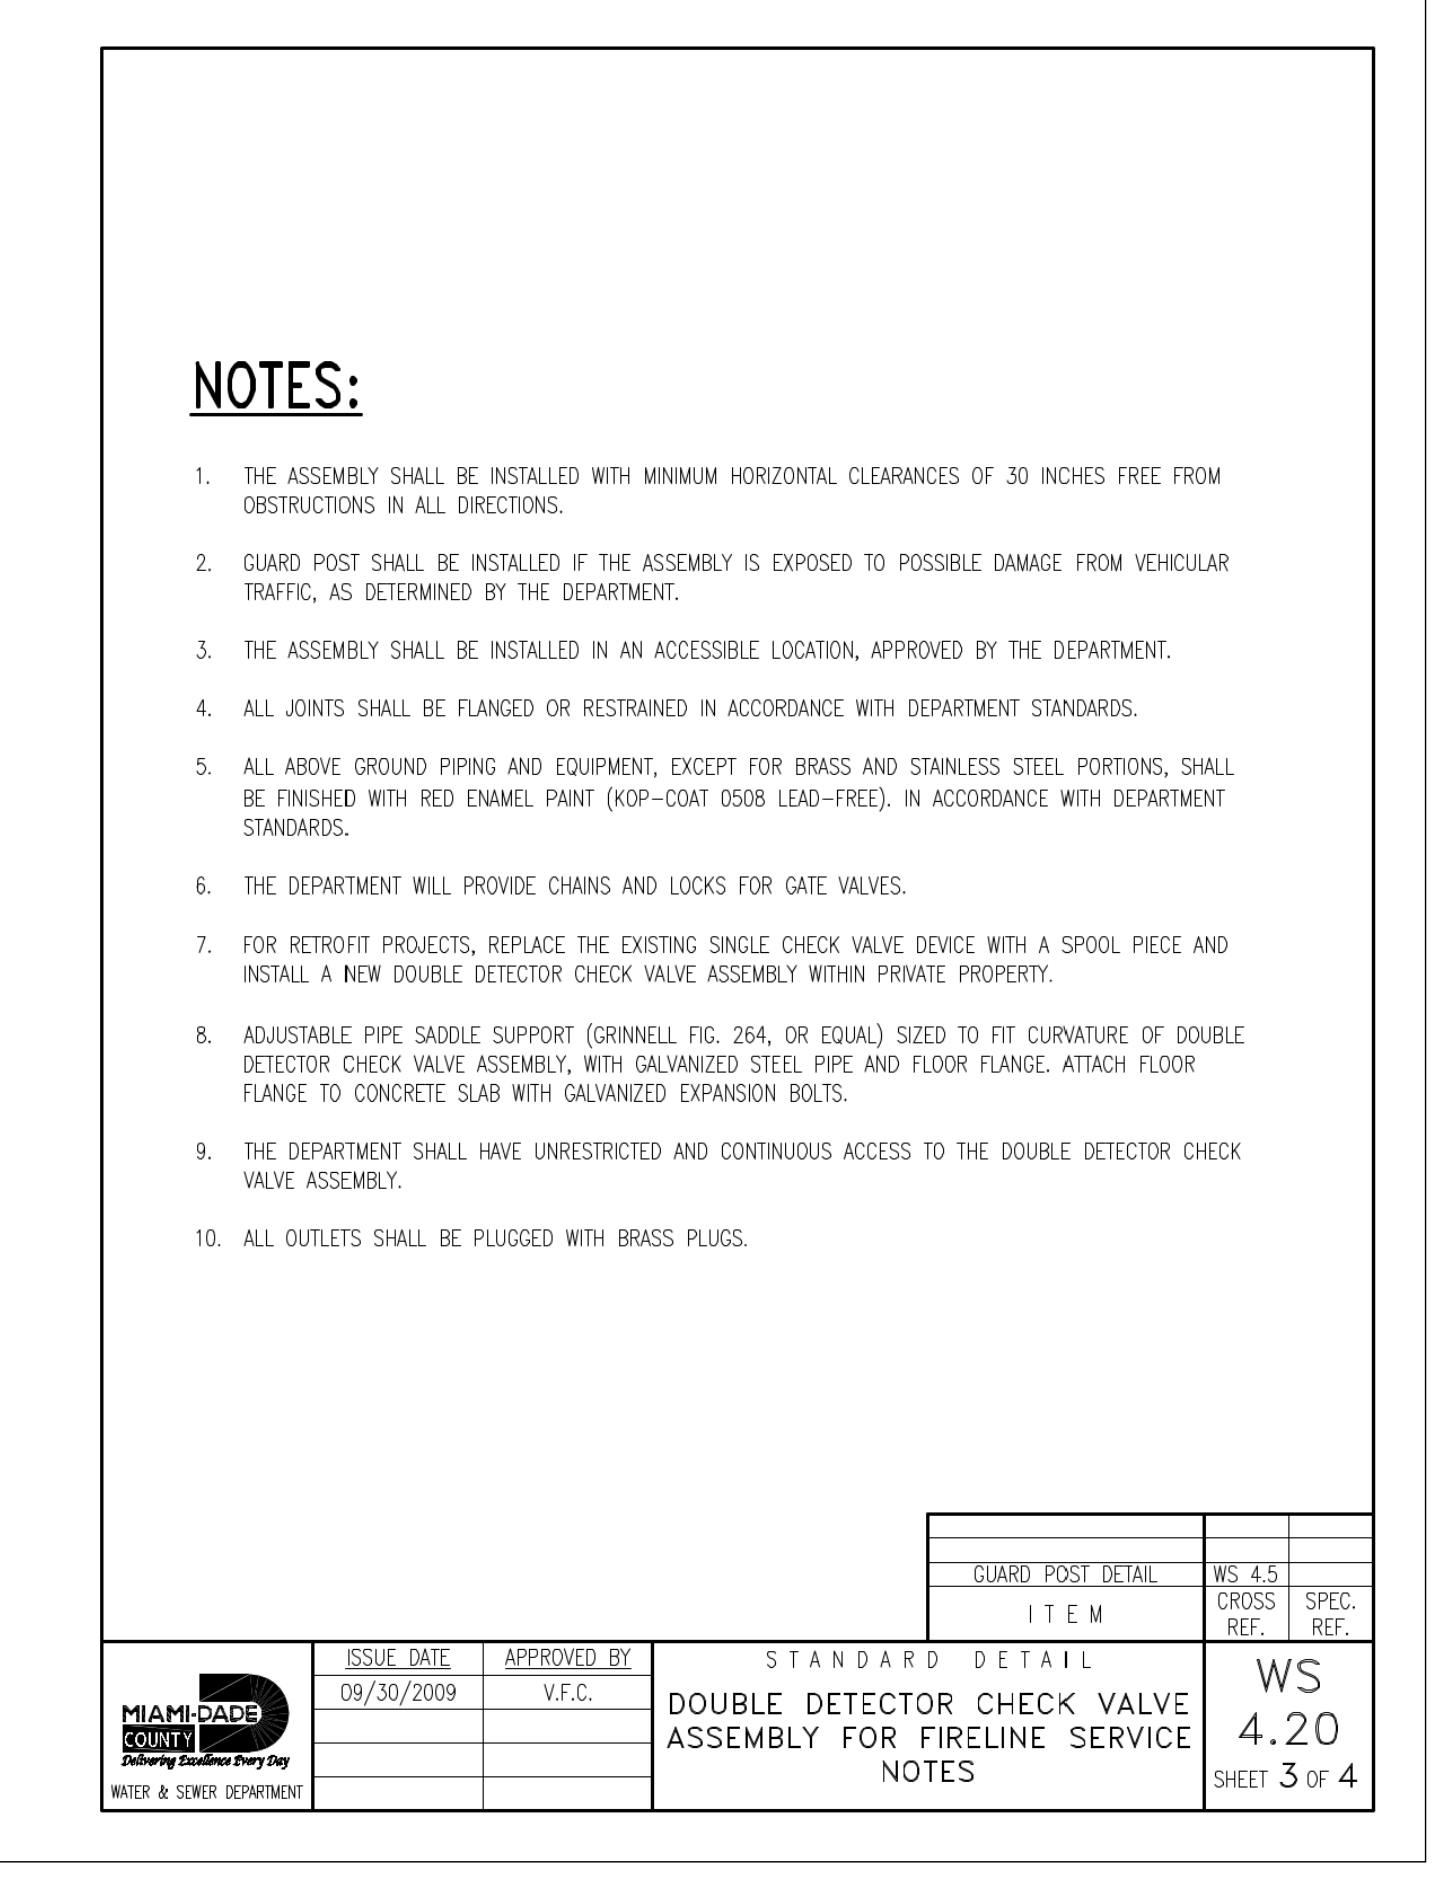 NOTES:
1. THE ASSEMBLY SHALL BE INSTALLED WITH MINIMUM HORIZONTAL CLEARANCES OF 30 INCHES FREE FROM
OBSTRUCTIONS IN ALL DIRECTIONS.
2. GUARD POST SHALL BE INSTALLED IF THE ASSEMBLY IS EXPOSED TO POSSIBLE DAMAGE FROM VEHICULAR
TRAFFIC, AS DETERMINED BY THE DEPARTMENT.
3. THE ASSEMBLY SHALL BE INSTALLED IN AN ACCESSIBLE LOCATION, APPROVED BY THE DEPARTMENT.
4. ALL JOINTS SHALL BE FLANGED OR RESTRAINED IN ACCORDANCE WITH DEPARTMENT STANDARDS.
5. ALL ABOVE GROUND PIPING AND EQUIPMENT, EXCEPT FOR BRASS AND STAINLESS STEEL PORTIONS, SHALL
BE FINISHED WITH RED ENAMEL PAINT (KOP-COAT 0508 LEAD-FREE). IN ACCORDANCE WITH DEPARTMENT
STANDARDS.
6. THE DEPARTMENT WILL PROVIDE CHAINS AND LOCKS FOR GATE VALVES.
7. FOR RETROFIT PROJECTS, REPLACE THE EXISTING SINGLE CHECK VALVE DEVICE WITH A SPOOL PIECE AND
INSTALL A NEW DOUBLE DETECTOR CHECK VALVE ASSEMBLY WITHIN PRIVATE PROPERTY.
8. ADJUSTABLE PIPE SADDLE SUPPORT (GRINNELL FIG. 264, OR EQUAL) SIZED TO FIT CURVATURE OF DOUBLE
DETECTOR CHECK VALVE ASSEMBLY, WITH GALVANIZED STEEL PIPE AND FLOOR FLANGE. ATTACH FLOOR
FLANGE TO CONCRETE SLAB WITH GALVANIZED EXPANSION BOLTS.
9. THE DEPARTMENT SHALL HAVE UNRESTRICTED AND CONTINUOUS ACCESS TO THE DOUBLE DETECTOR CHECK
VALVE ASSEMBLY.
10. ALL OUTLETS SHALL BE PLUGGED WITH BRASS PLUGS.
GUARD POST DETAIL WS 4.5
ITEM CROSS REF. SPEC. REF.
MIAMI-DADE
COUNTY
Delivering Excellence Every Day
WATER & SEWER DEPARTMENT
ISSUE DATE APPROVED BY
09/30/2009 V.F.C.
STANDARD DETAIL
DOUBLE DETECTOR CHECK VALVE
ASSEMBLY FOR FIRELINE SERVICE
NOTES
WS
4.20
SHEET 3 OF 4